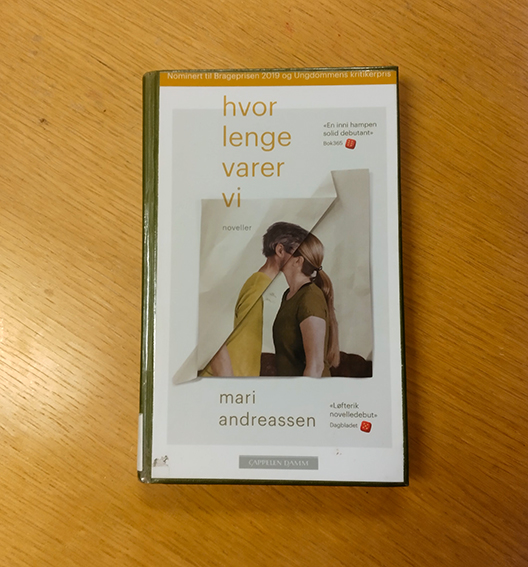 Nominert til Brageprisen 2019 og Ungdommens kritikerpris
hvor
lenge
varer
vi
noveller
«En inni hampen
solid debutant»
Bok365
mari
andreassen
«Løfterik
novelledebut»
Dagbladet
CAPPELEN DAMM